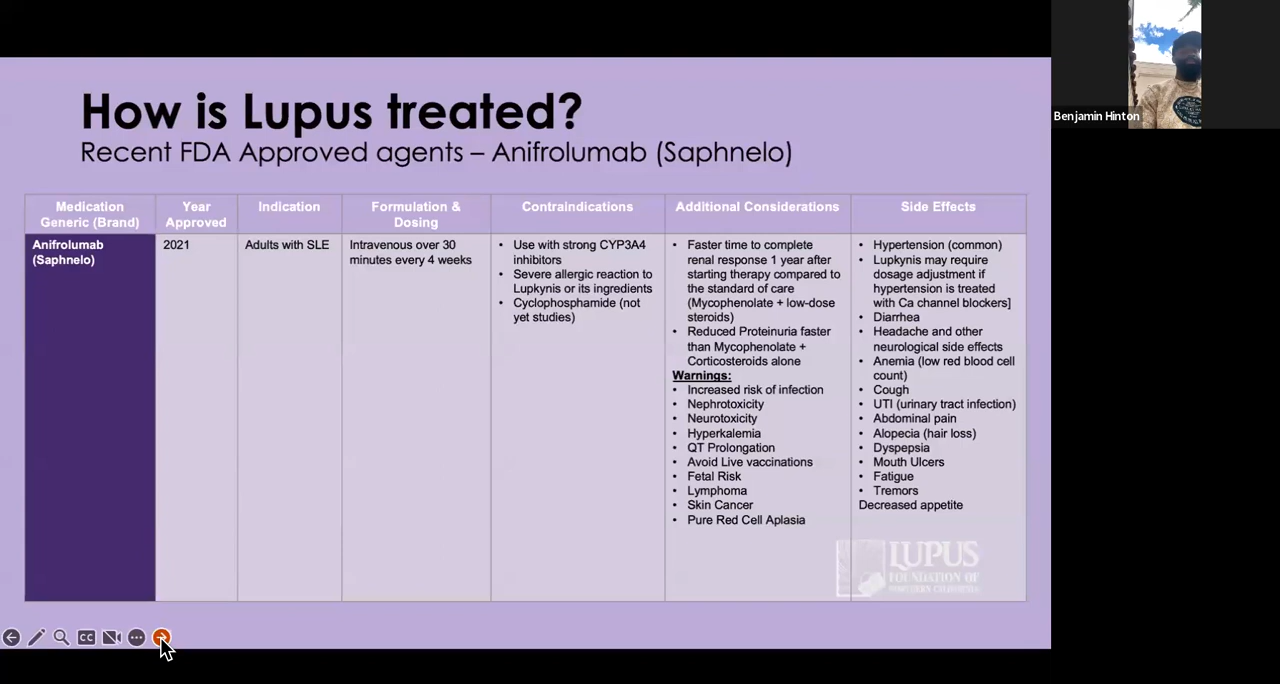 How is Lupus treated?
Recent FDA Approved agents – Anifrolumab (Saphnelo)
Medication
Generic (Brand)
Year
Approved
Indication
Formulation &
Dosing
Contraindications
Additional Considerations
Side Effects
Anifrolumab
(Saphnelo)
2021
Adults with SLE
Intravenous over 30
minutes every 4 weeks
• Use with strong CYP3A4
inhibitors
• Severe allergic reaction to
Lupkynis or its ingredients
• Cyclophosphamide (not
yet studies)
• Faster time to complete
renal response 1 year after
starting therapy compared to
the standard of care
(Mycophenolate + low-dose
steroids)
• Reduced Proteinuria faster
than Mycophenolate +
Corticosteroids alone
Warnings:
• Increased risk of infection
• Nephrotoxicity
• Neurotoxicity
• Hyperkalemia
• QT Prolongation
• Avoid Live vaccinations
• Fetal Risk
• Lymphoma
• Skin Cancer
• Pure Red Cell Aplasia
• Hypertension (common)
• Lupkynis may require
dosage adjustment if
hypertension is treated
with Ca channel blockers]
• Diarrhea
• Headache and other
neurological side effects
• Anemia (low red blood cell
count)
• Cough
• UTI (urinary tract infection)
• Abdominal pain
• Alopecia (hair loss)
• Dyspepsia
• Mouth Ulcers
• Fatigue
• Tremors
Decreased appetite
LUPUS
FOUNDATION OF
CALIFORNIA
CC
Benjamin Hinton